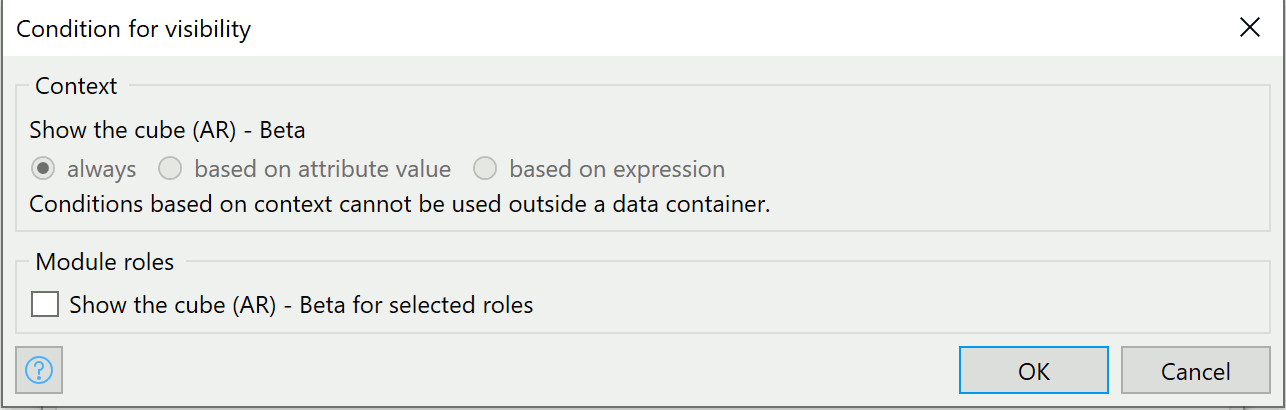 Condition for visibility
Context
Show the cube (AR) - Beta
always based on attribute value based on expression
Conditions based on context cannot be used outside a data container.
Module roles
Show the cube (AR) - Beta for selected roles
? OK Cancel